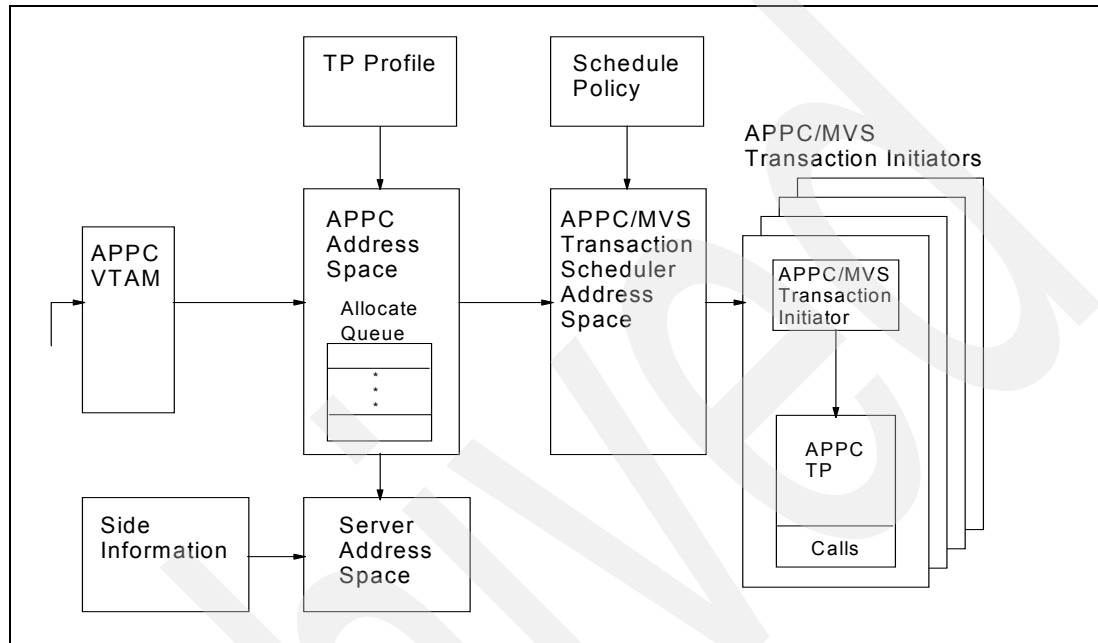 TP Profile
Schedule
Policy
APPC/MVS
Transaction Initiators
APPC
VTAM
APPC
Address
Space
Allocate
Queue
*
*
*
APPC/MVS
Transaction
Scheduler
Address
Space
APPC/MVS
Transaction
Initiator
APPC
TP
Calls
Side
Information
Server
Address
Space